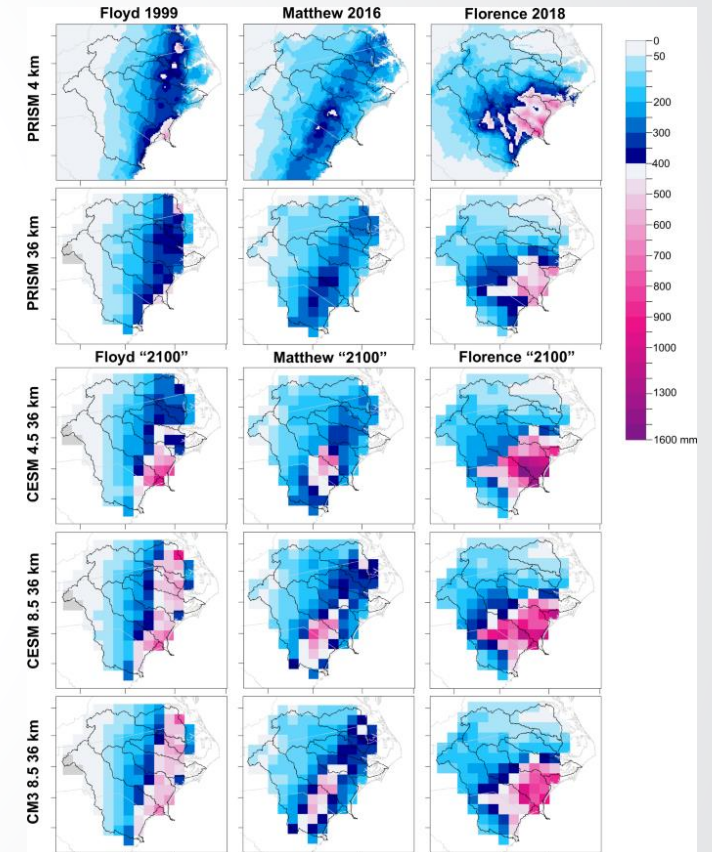 Floyd 1999
Matthew 2016
Florence 2018
PRISM 4 km
PRISM 36 km
Floyd “2100”
Matthew “2100”
Florence “2100”
CESM 4.5 36 km
CESM 8.5 36 km
CM3 8.5 36 km
0
50
200
300
400
500
600
700
800
900
1000
1300
1600 mm